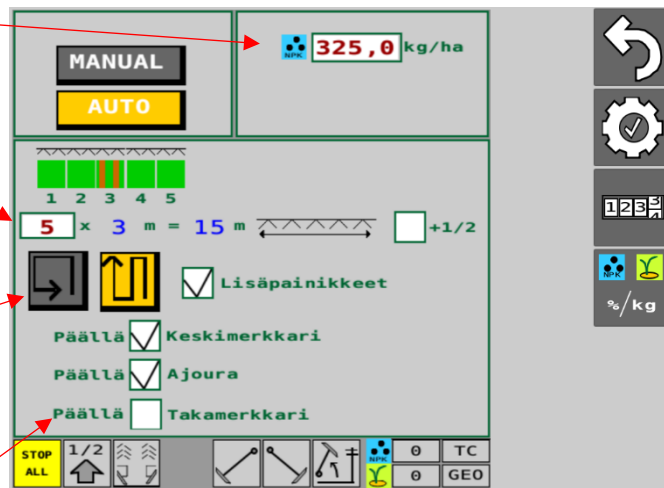 MANUAL
AUTO
NPK 325,0 kg/ha
1 2 3 4 5
5 x 3 m = 15 m +1/2
Lisäpainikkeet
Päällä Keskimerkkari
Päällä Ajoura
Päällä Takamerkkari
STOP ALL
1/2
NPK 0 TC
0 GEO
NPK
%/kg